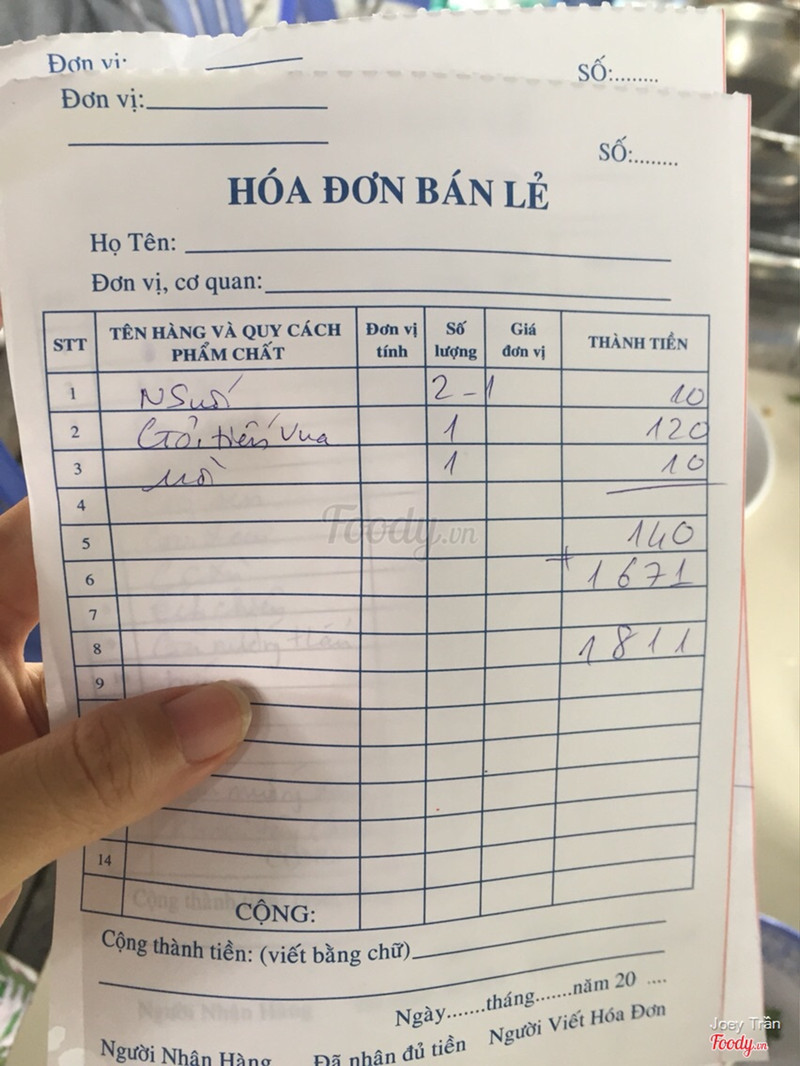 Đơn vị:
SỐ:.........
Đơn vị:
SỐ:.........
HÓA ĐƠN BÁN LẺ
Họ Tên:
Đơn vị, cơ quan:
STT TÊN HÀNG VÀ QUY CÁCH PHẨM CHẤT Đơn vị tính Số lượng Giá đơn vị THÀNH TIỀN
1 NSuối 2-1 10
2 Gỏi tiến vua 1 120
3 1 10
4
5 140
6 + 1671
7
8 1811
9
14
CỘNG:
Cộng thành tiền: (viết bằng chữ)
Ngày.......tháng.......năm 20 ....
Người Nhận Hàng Đã nhận đủ tiền Người Viết Hóa Đơn
Foody.vn
Joey Trần
Foody.vn